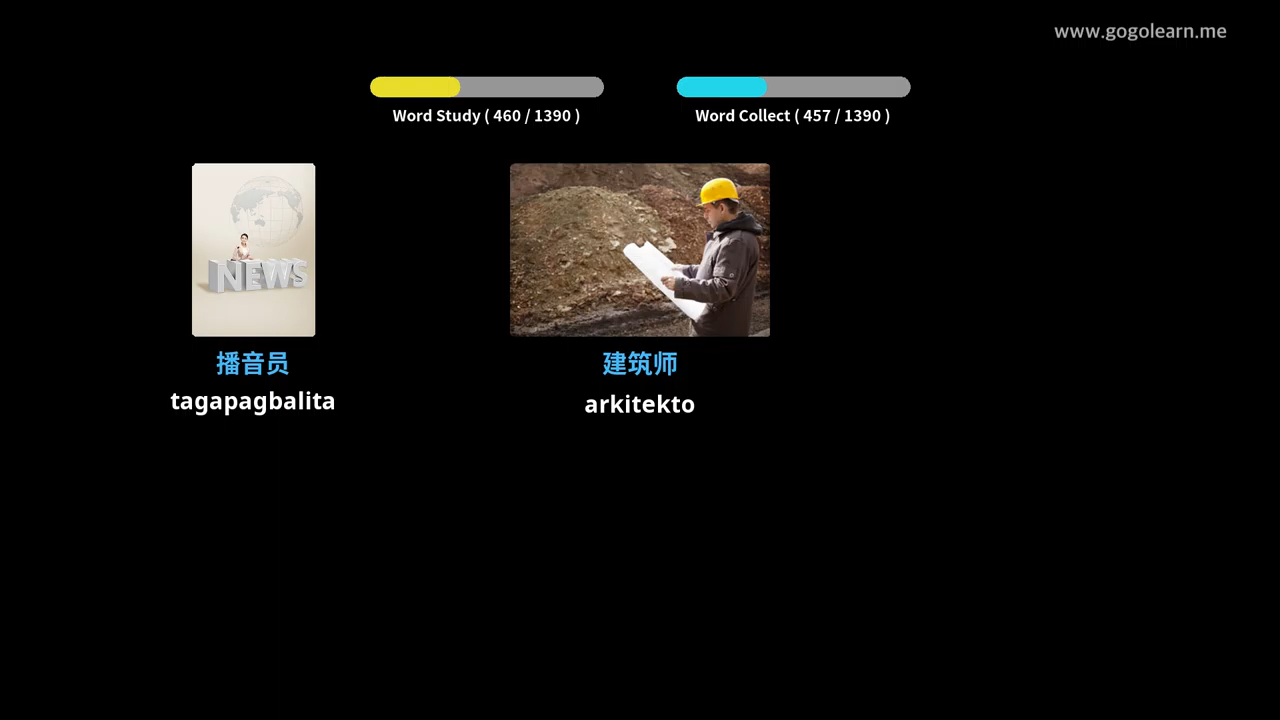 www.gogolearn.me
Word Study ( 460 / 1390 )
Word Collect ( 457 / 1390 )
NEWS
播音员
建筑师
tagapagbalita
arkitekto